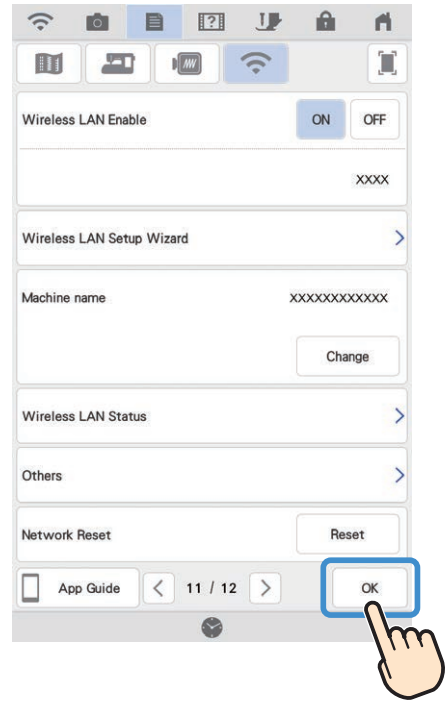 Wireless LAN Enable ON OFF
XXXX
Wireless LAN Setup Wizard
Machine name XXXXXXXXXXXX
Change
Wireless LAN Status
Others
Network Reset Reset
App Guide 11 / 12 OK